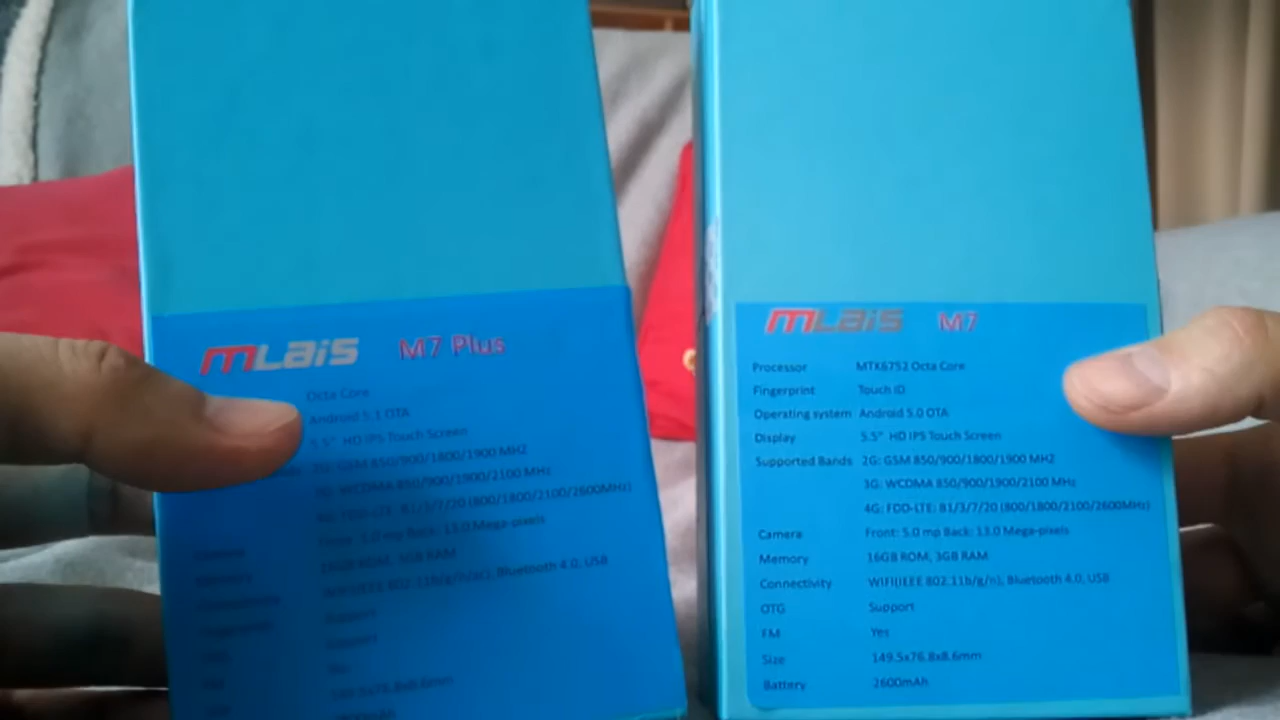 mLais M7 Plus
Octa Core
Android 5.1 OTA
5.5" HD IPS Touch Screen
2G: GSM 850/900/1800/1900 MHZ
3G: WCDMA 850/900/1900/2100 MHz
4G: FDD-LTE: B1/3/7/20 (800/1800/2100/2600MHz)
5.0 mp Back: 13.0 Mega-pixels
16GB ROM, 3GB RAM
WIFI(IEEE 802.11b/g/n/ac), Bluetooth 4.0, USB
Support
Support
mLais M7
Processor MTK6752 Octa Core
Fingerprint Touch ID
Operating system Android 5.0 OTA
Display 5.5" HD IPS Touch Screen
Supported Bands 2G: GSM 850/900/1800/1900 MHZ
3G: WCDMA 850/900/1900/2100 MHz
4G: FDD-LTE: B1/3/7/20 (800/1800/2100/2600MHz)
Camera Front: 5.0 mp Back: 13.0 Mega-pixels
Memory 16GB ROM, 3GB RAM
Connectivity WIFI(IEEE 802.11b/g/n), Bluetooth 4.0, USB
OTG Support
FM Yes
Size 149.5x76.8x8.6mm
Battery 2600mAh